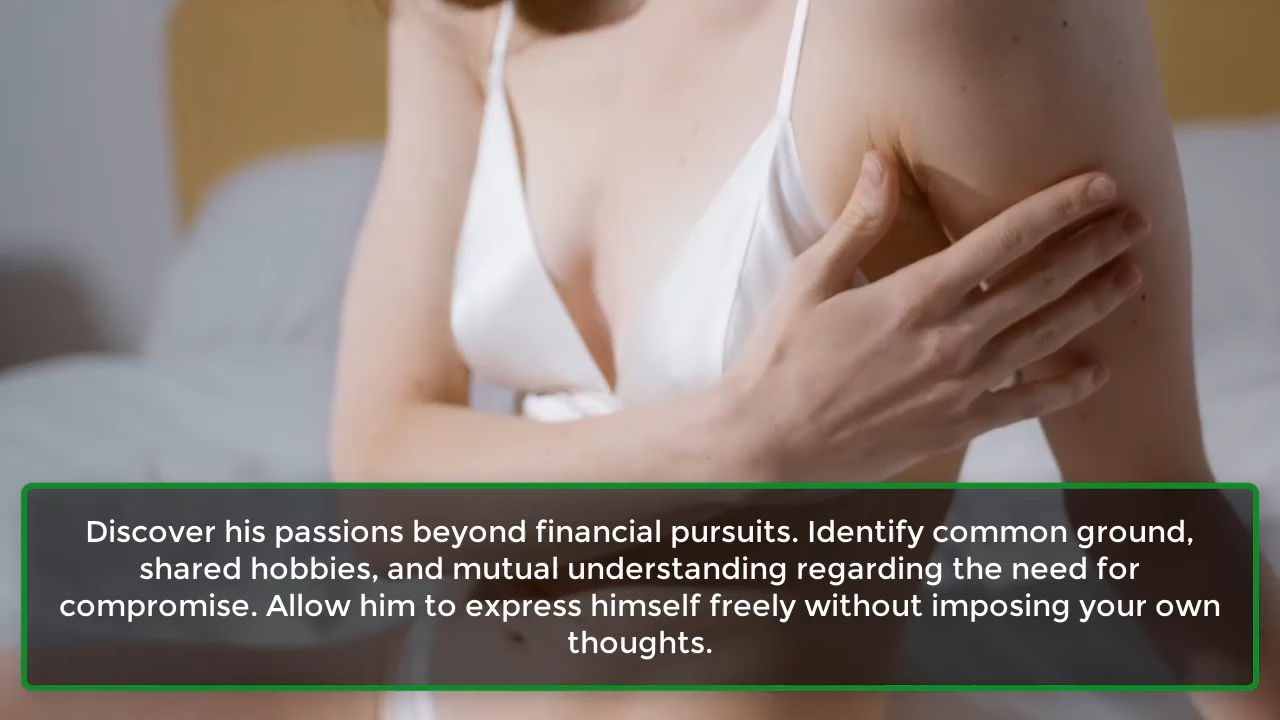 Discover his passions beyond financial pursuits. Identify common ground,
shared hobbies, and mutual understanding regarding the need for
compromise. Allow him to express himself freely without imposing your own
thoughts.